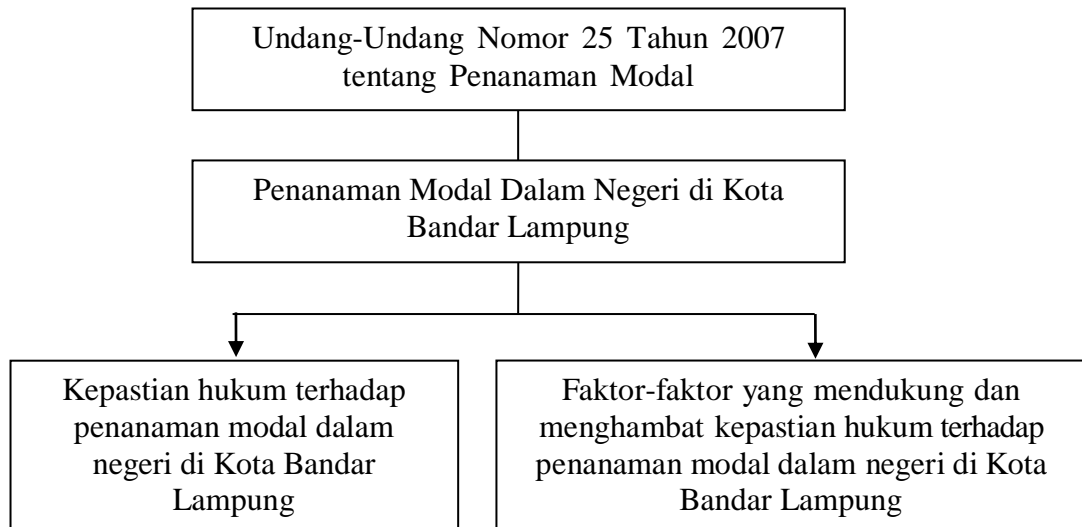 Undang-Undang Nomor 25 Tahun 2007
tentang Penanaman Modal
Penanaman Modal Dalam Negeri di Kota
Bandar Lampung
Kepastian hukum terhadap
penanaman modal dalam
negeri di Kota Bandar
Lampung
Faktor-faktor yang mendukung dan
menghambat kepastian hukum terhadap
penanaman modal dalam negeri di Kota
Bandar Lampung